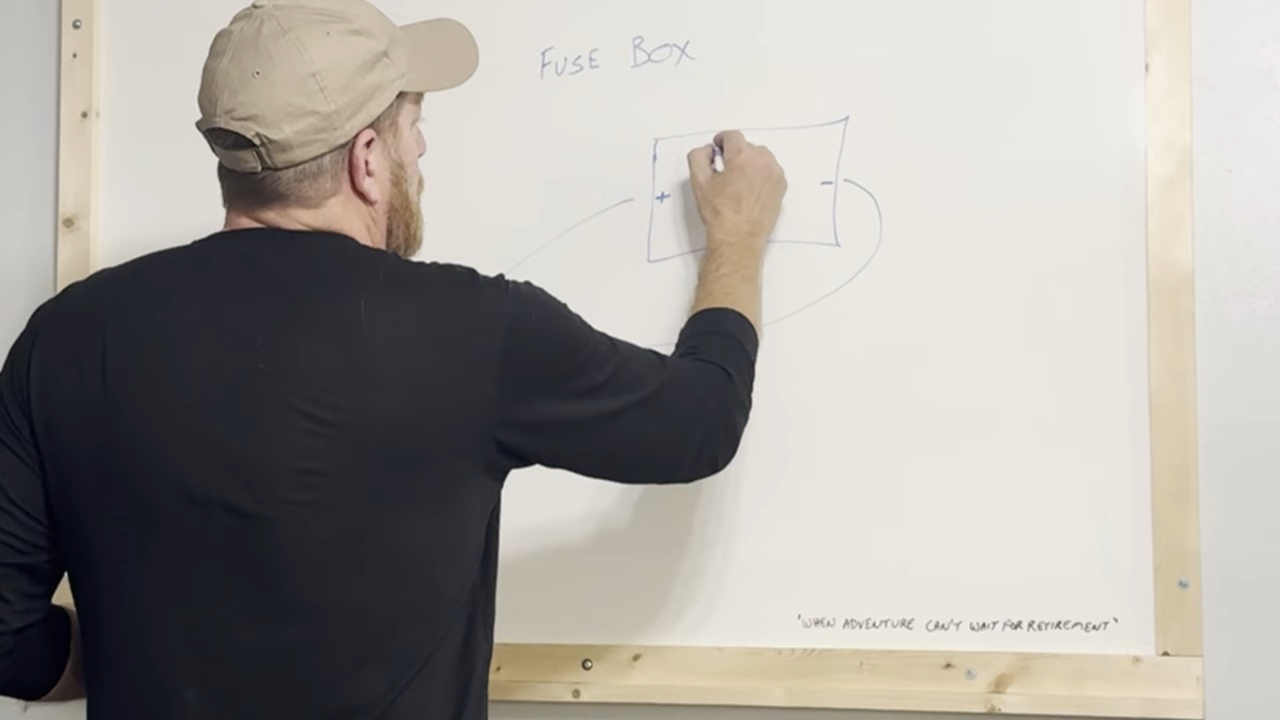 FUSE BOX
+
-
'WHEN ADVENTURE CAN'T WAIT FOR RETIREMENT'